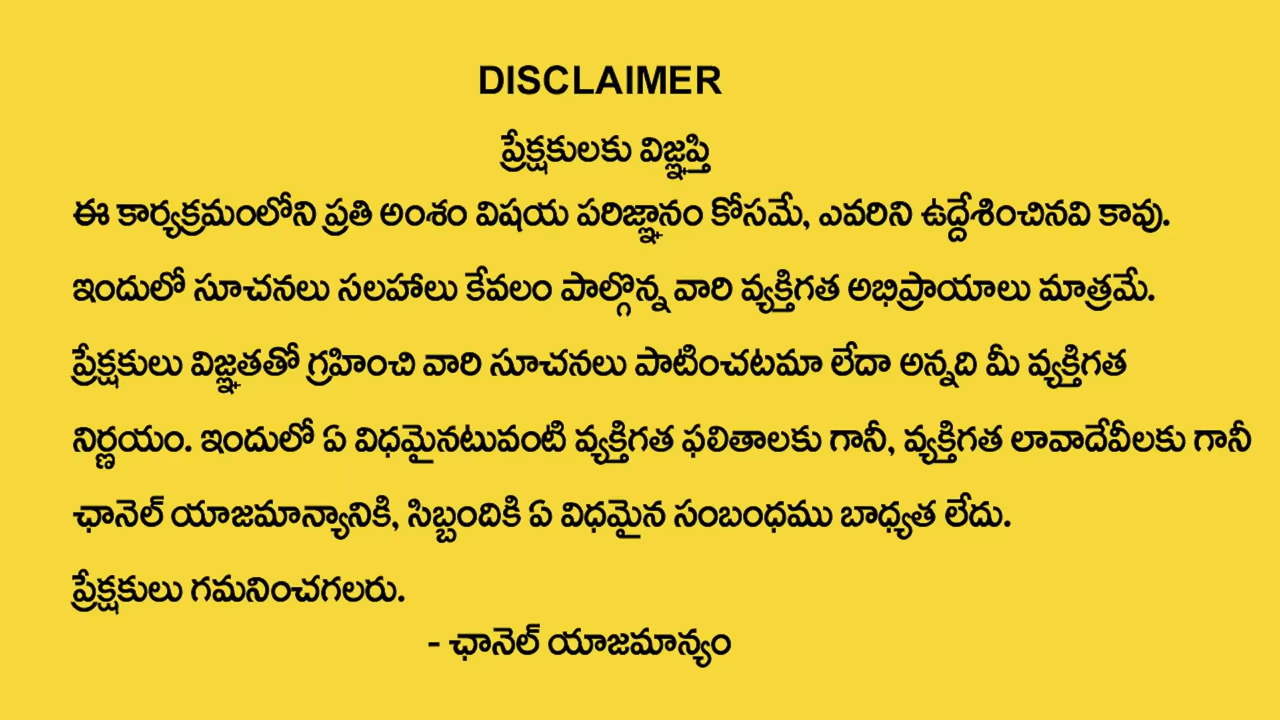 DISCLAIMER
ప్రేక్షకులకు విజ్ఞప్తి
ఈ కార్యక్రమంలోని ప్రతి అంశం విషయ పరిజ్ఞానం కోసమే, ఎవరిని ఉద్దేశించినవి కావు.
ఇందులో సూచనలు సలహాలు కేవలం పాల్గొన్న వారి వ్యక్తిగత అభిప్రాయాలు మాత్రమే.
ప్రేక్షకులు విజ్ఞతతో గ్రహించి వారి సూచనలు పాటించటమా లేదా అన్నది మీ వ్యక్తిగత
నిర్ణయం. ఇందులో ఏ విధమైనటువంటి వ్యక్తిగత ఫలితాలకు గానీ, వ్యక్తిగత లావాదేవీలకు గానీ
ఛానెల్ యాజమాన్యానికి, సిబ్బందికి ఏ విధమైన సంబంధము బాధ్యత లేదు.
ప్రేక్షకులు గమనించగలరు.
- ఛానెల్ యాజమాన్యం